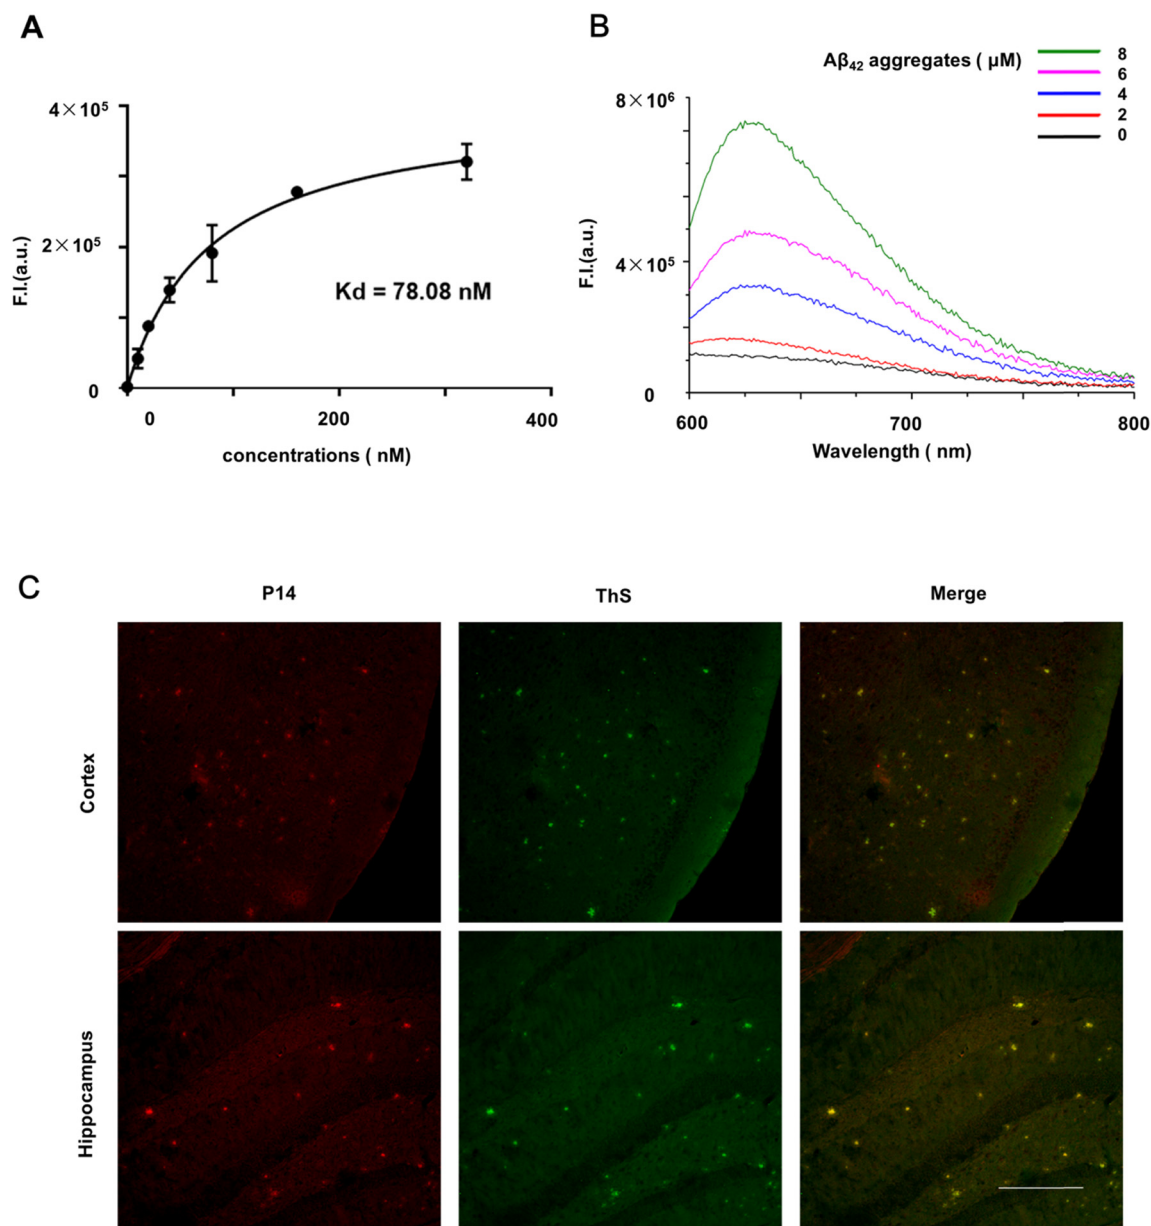 A
4×10⁵
2×10⁵
0
F.I.(a.u.)
Kd = 78.08 nM
0 200 400
concentrations ( nM)
B
Aβ₄₂ aggregates ( μM)
8
6
4
2
0
8×10⁶
4×10⁵
0
F.I.(a.u.)
600 700 800
Wavelength ( nm)
C
P14 ThS Merge
Cortex
Hippocampus